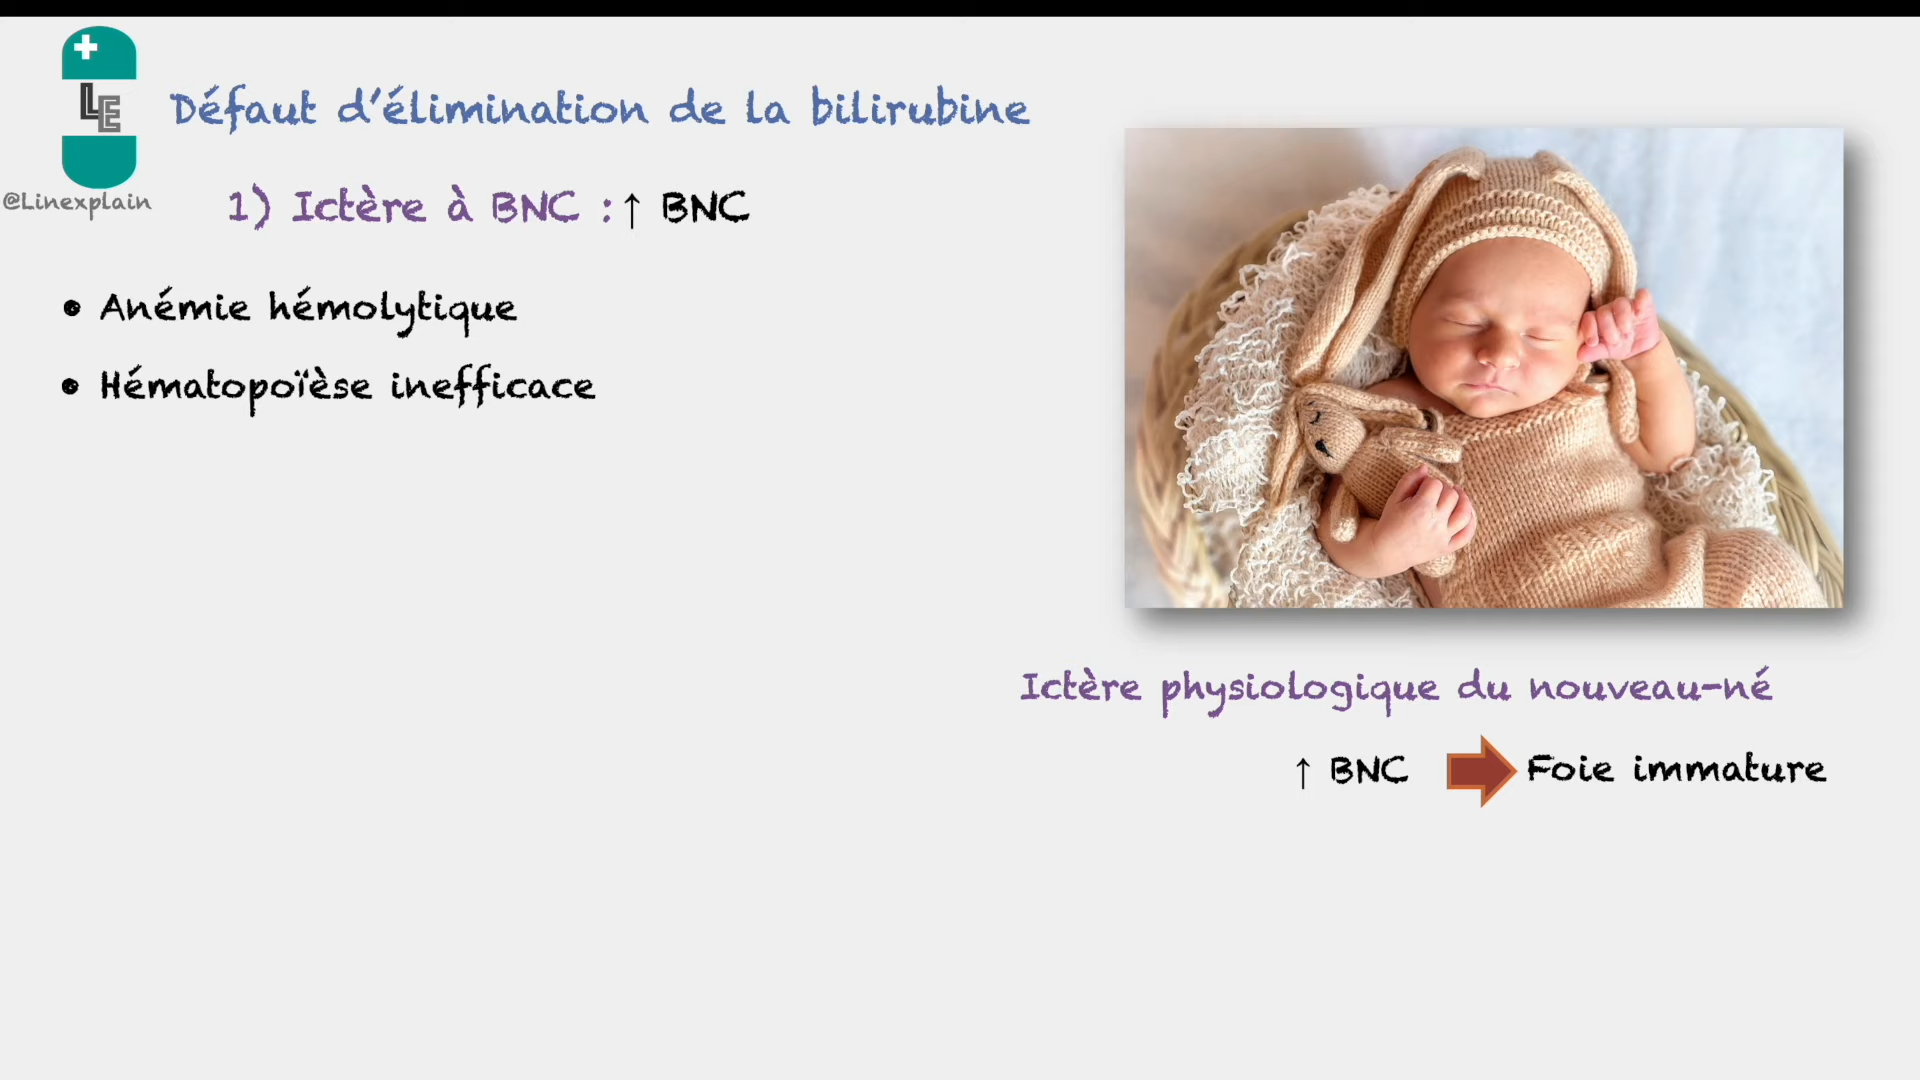 LE
@Linexplain
Défaut d'élimination de la bilirubine
1) Ictère à BNC : ↑ BNC
• Anémie hémolytique
• Hématopoïèse inefficace
Ictère physiologique du nouveau-né
↑ BNC ➡ Foie immature